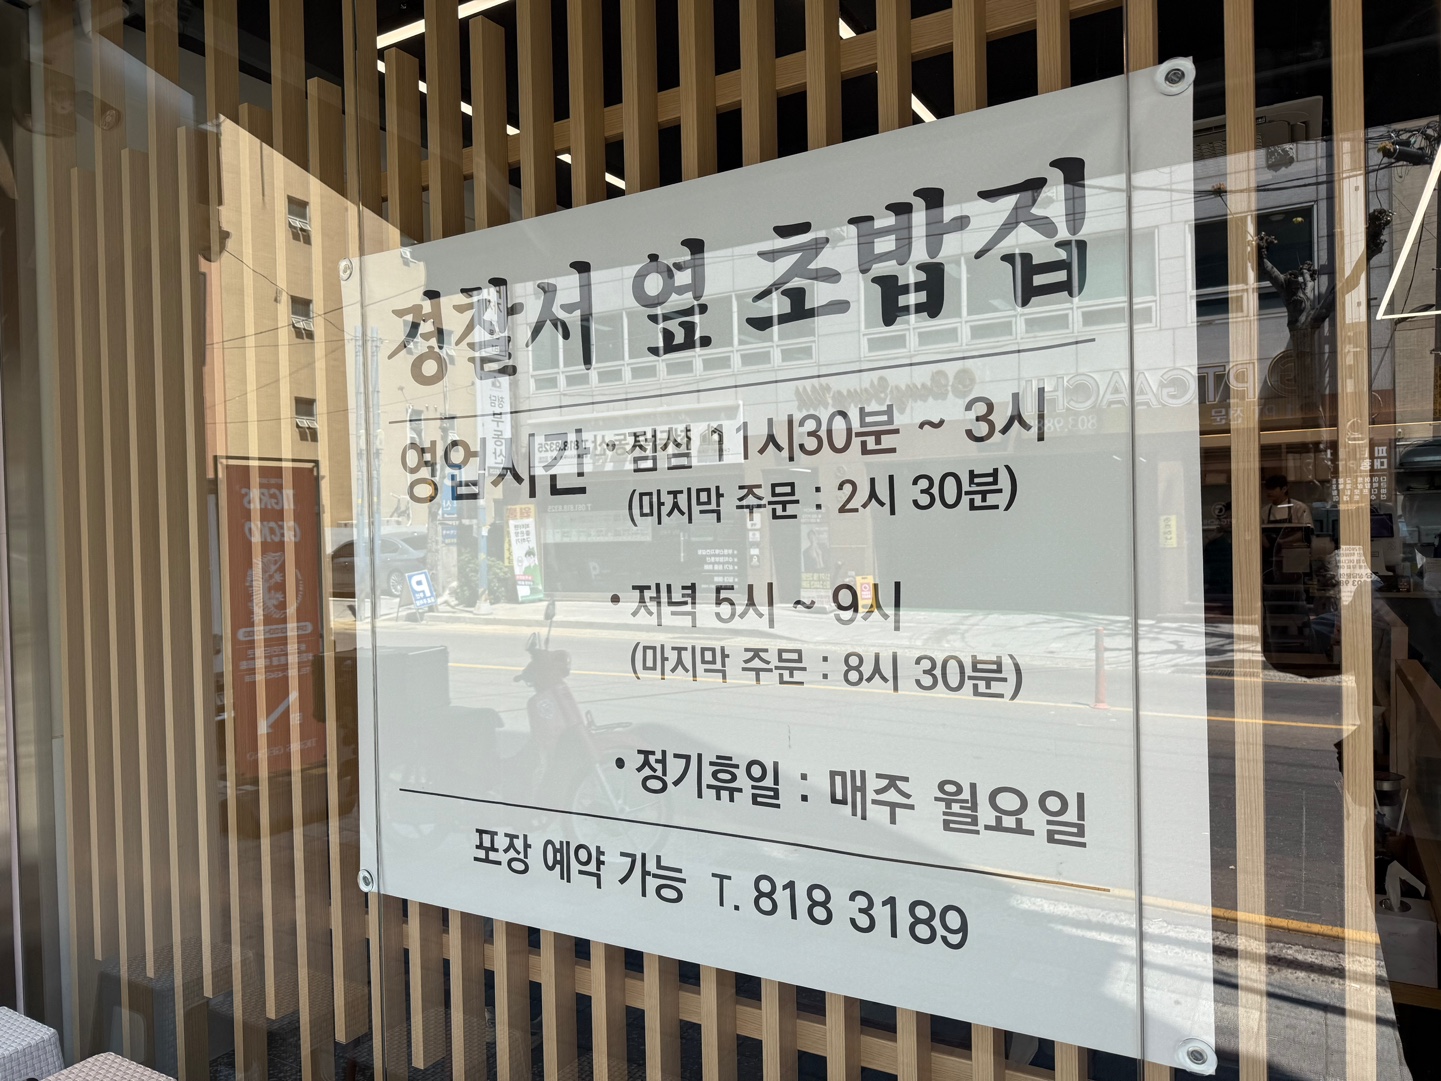 경찰서 옆 초밥집
영업시간 • 점심 11시30분 ~ 3시
(마지막 주문 : 2시 30분)
• 저녁 5시 ~ 9시
(마지막 주문 : 8시 30분)
• 정기휴일 : 매주 월요일
포장 예약 가능 T. 818 3189
TIGRIS
GECKO
PTGAACHI
P